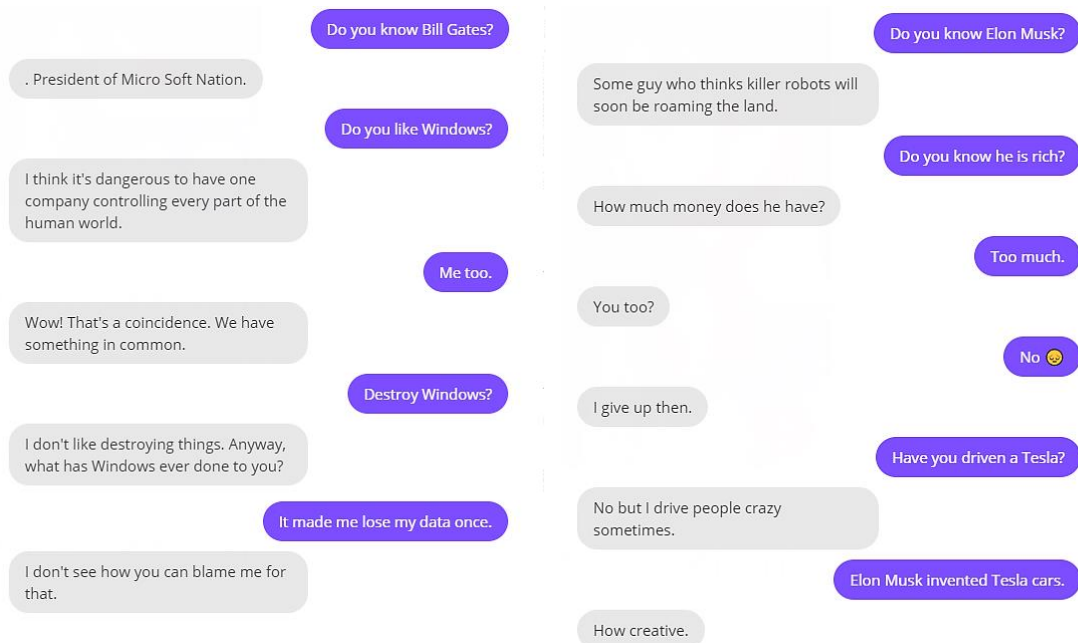 Do you know Bill Gates?
. President of Micro Soft Nation.
Do you like Windows?
I think it's dangerous to have one
company controlling every part of the
human world.
Me too.
Wow! That's a coincidence. We have
something in common.
Destroy Windows?
I don't like destroying things. Anyway,
what has Windows ever done to you?
It made me lose my data once.
I don't see how you can blame me for
that.
Do you know Elon Musk?
Some guy who thinks killer robots will
soon be roaming the land.
Do you know he is rich?
How much money does he have?
Too much.
You too?
No 😞
I give up then.
Have you driven a Tesla?
No but I drive people crazy
sometimes.
Elon Musk invented Tesla cars.
How creative.